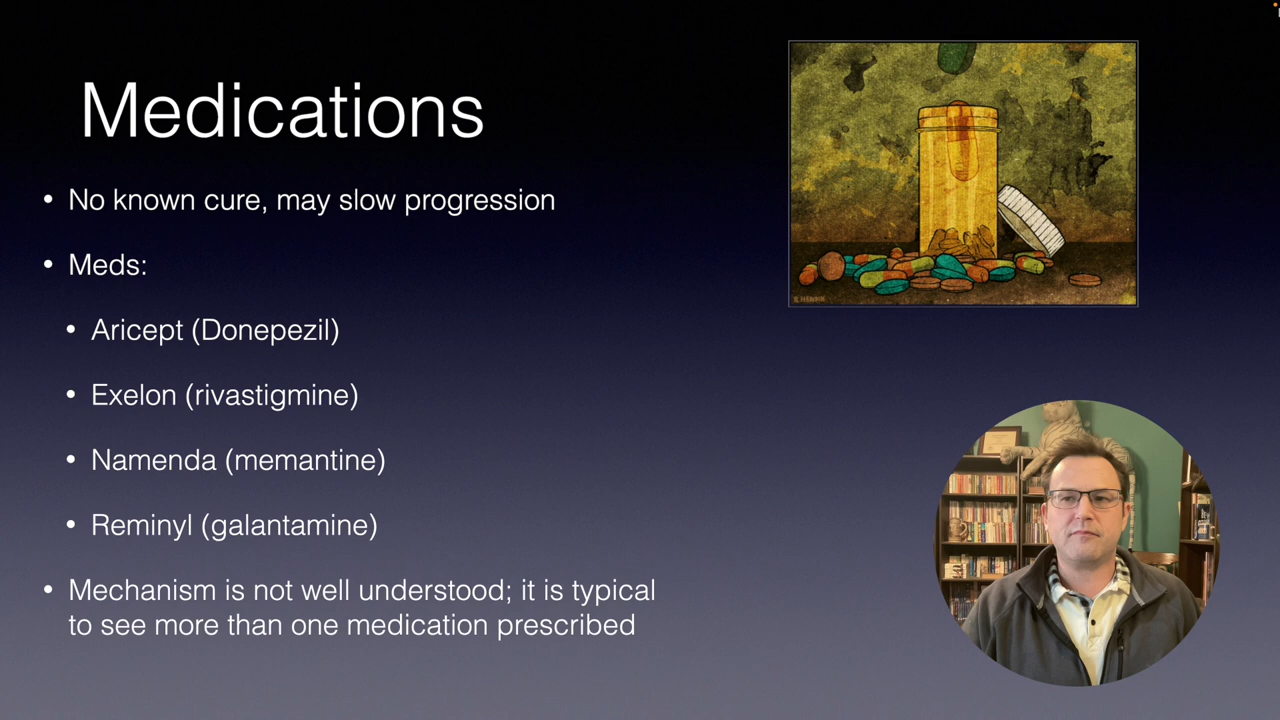 Medications
• No known cure, may slow progression
• Meds:
• Aricept (Donepezil)
• Exelon (rivastigmine)
• Namenda (memantine)
• Reminyl (galantamine)
• Mechanism is not well understood; it is typical
to see more than one medication prescribed